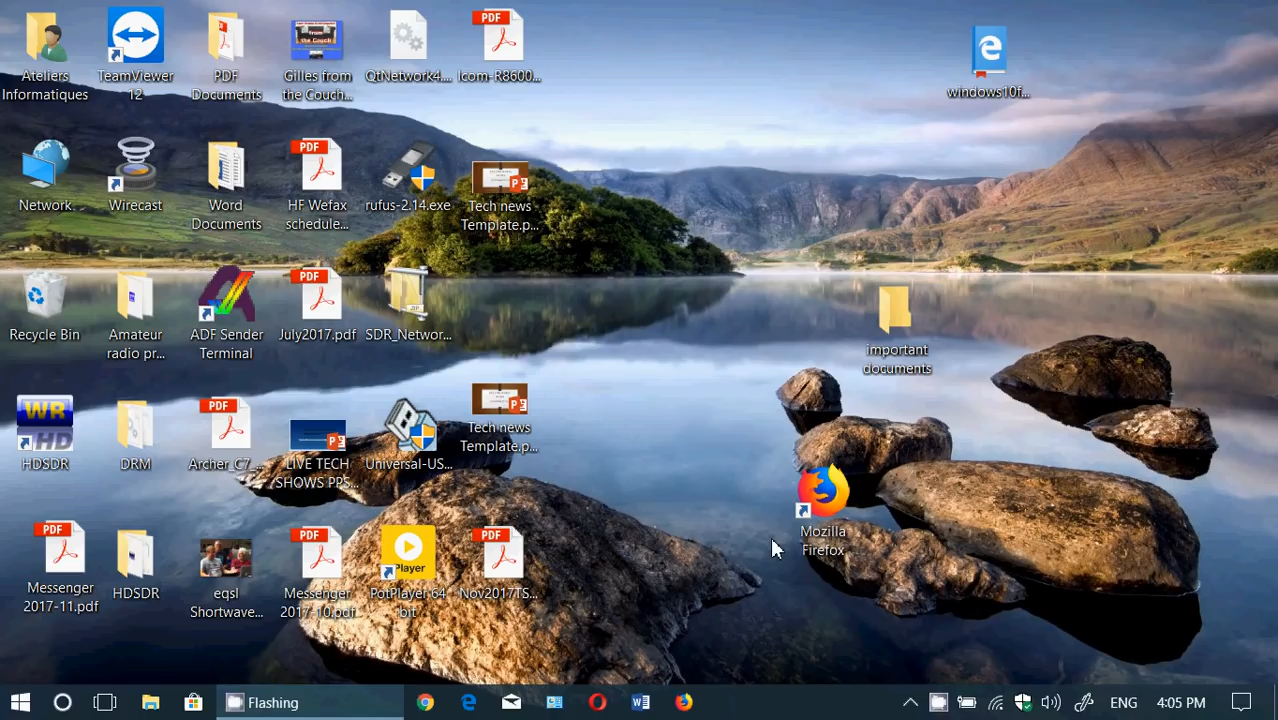 Ateliers
Informatiques
TeamViewer
12
PDF
Documents
Gilles from
the Couch...
QtNetwork4....
Icom-R8600...
windows10f...
Network
Wirecast
Word
Documents
HF Wefax
schedule...
rufus-2.14.exe
Tech news
Template.p...
Recycle Bin
Amateur
radio pr...
ADF Sender
Terminal
July2017.pdf
SDR_Networ...
important
documents
WR
HD
HDSDR
DRM
Archer_C7_...
LIVE TECH
SHOWS PPS...
Universal-US...
Tech news
Template.p...
Mozilla
Firefox
Messenger
2017-11.pdf
HDSDR
eqsl
Shortwave...
Messenger
2017-10.pdf
Player
PotPlayer 64
bit
Nov2017TS...
PDF
PDF
PDF
PDF
PDF
PDF
PDF
Flashing
ENG
4:05 PM